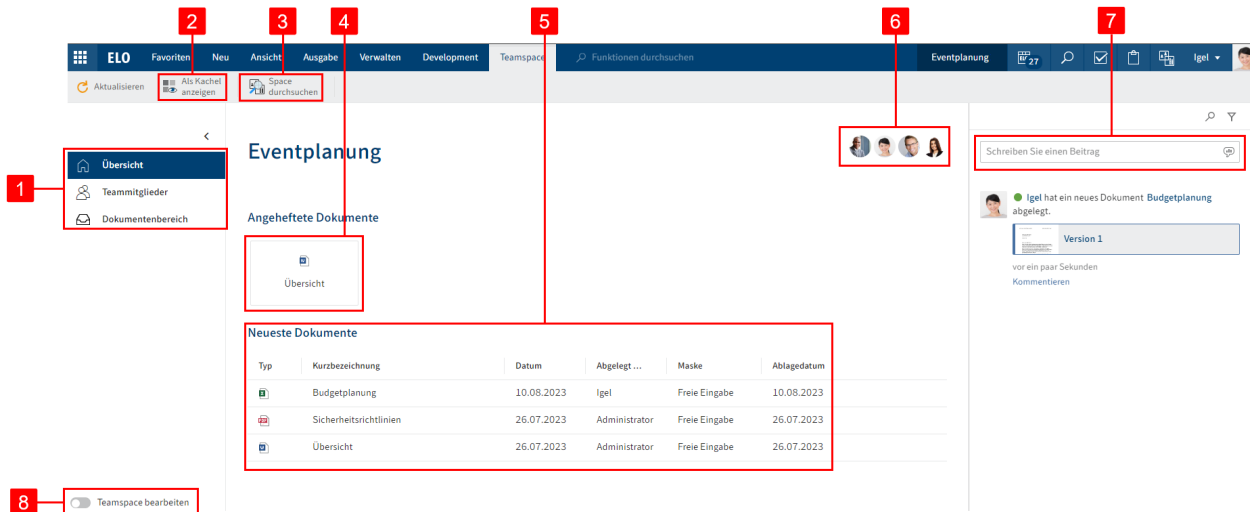 2 3 4 5 6 7
ELO Favoriten Neu Ansicht Ausgabe Verwalten Development Teamspace Funktionen durchsuchen Eventplanung 27 Igel
Aktualisieren Als Kachel anzeigen Space durchsuchen
Eventplanung
Schreiben Sie einen Beitrag
1
Übersicht
Teammitglieder
Dokumentenbereich
Igel hat ein neues Dokument Budgetplanung
abgelegt.
Version 1
vor ein paar Sekunden
Kommentieren
Angeheftete Dokumente
Übersicht
Neueste Dokumente
Typ Kurzbezeichnung Datum Abgelegt ... Maske Ablagedatum
Budgetplanung 10.08.2023 Igel Freie Eingabe 10.08.2023
Sicherheitsrichtlinien 26.07.2023 Administrator Freie Eingabe 26.07.2023
Übersicht 26.07.2023 Administrator Freie Eingabe 26.07.2023
8 Teamspace bearbeiten